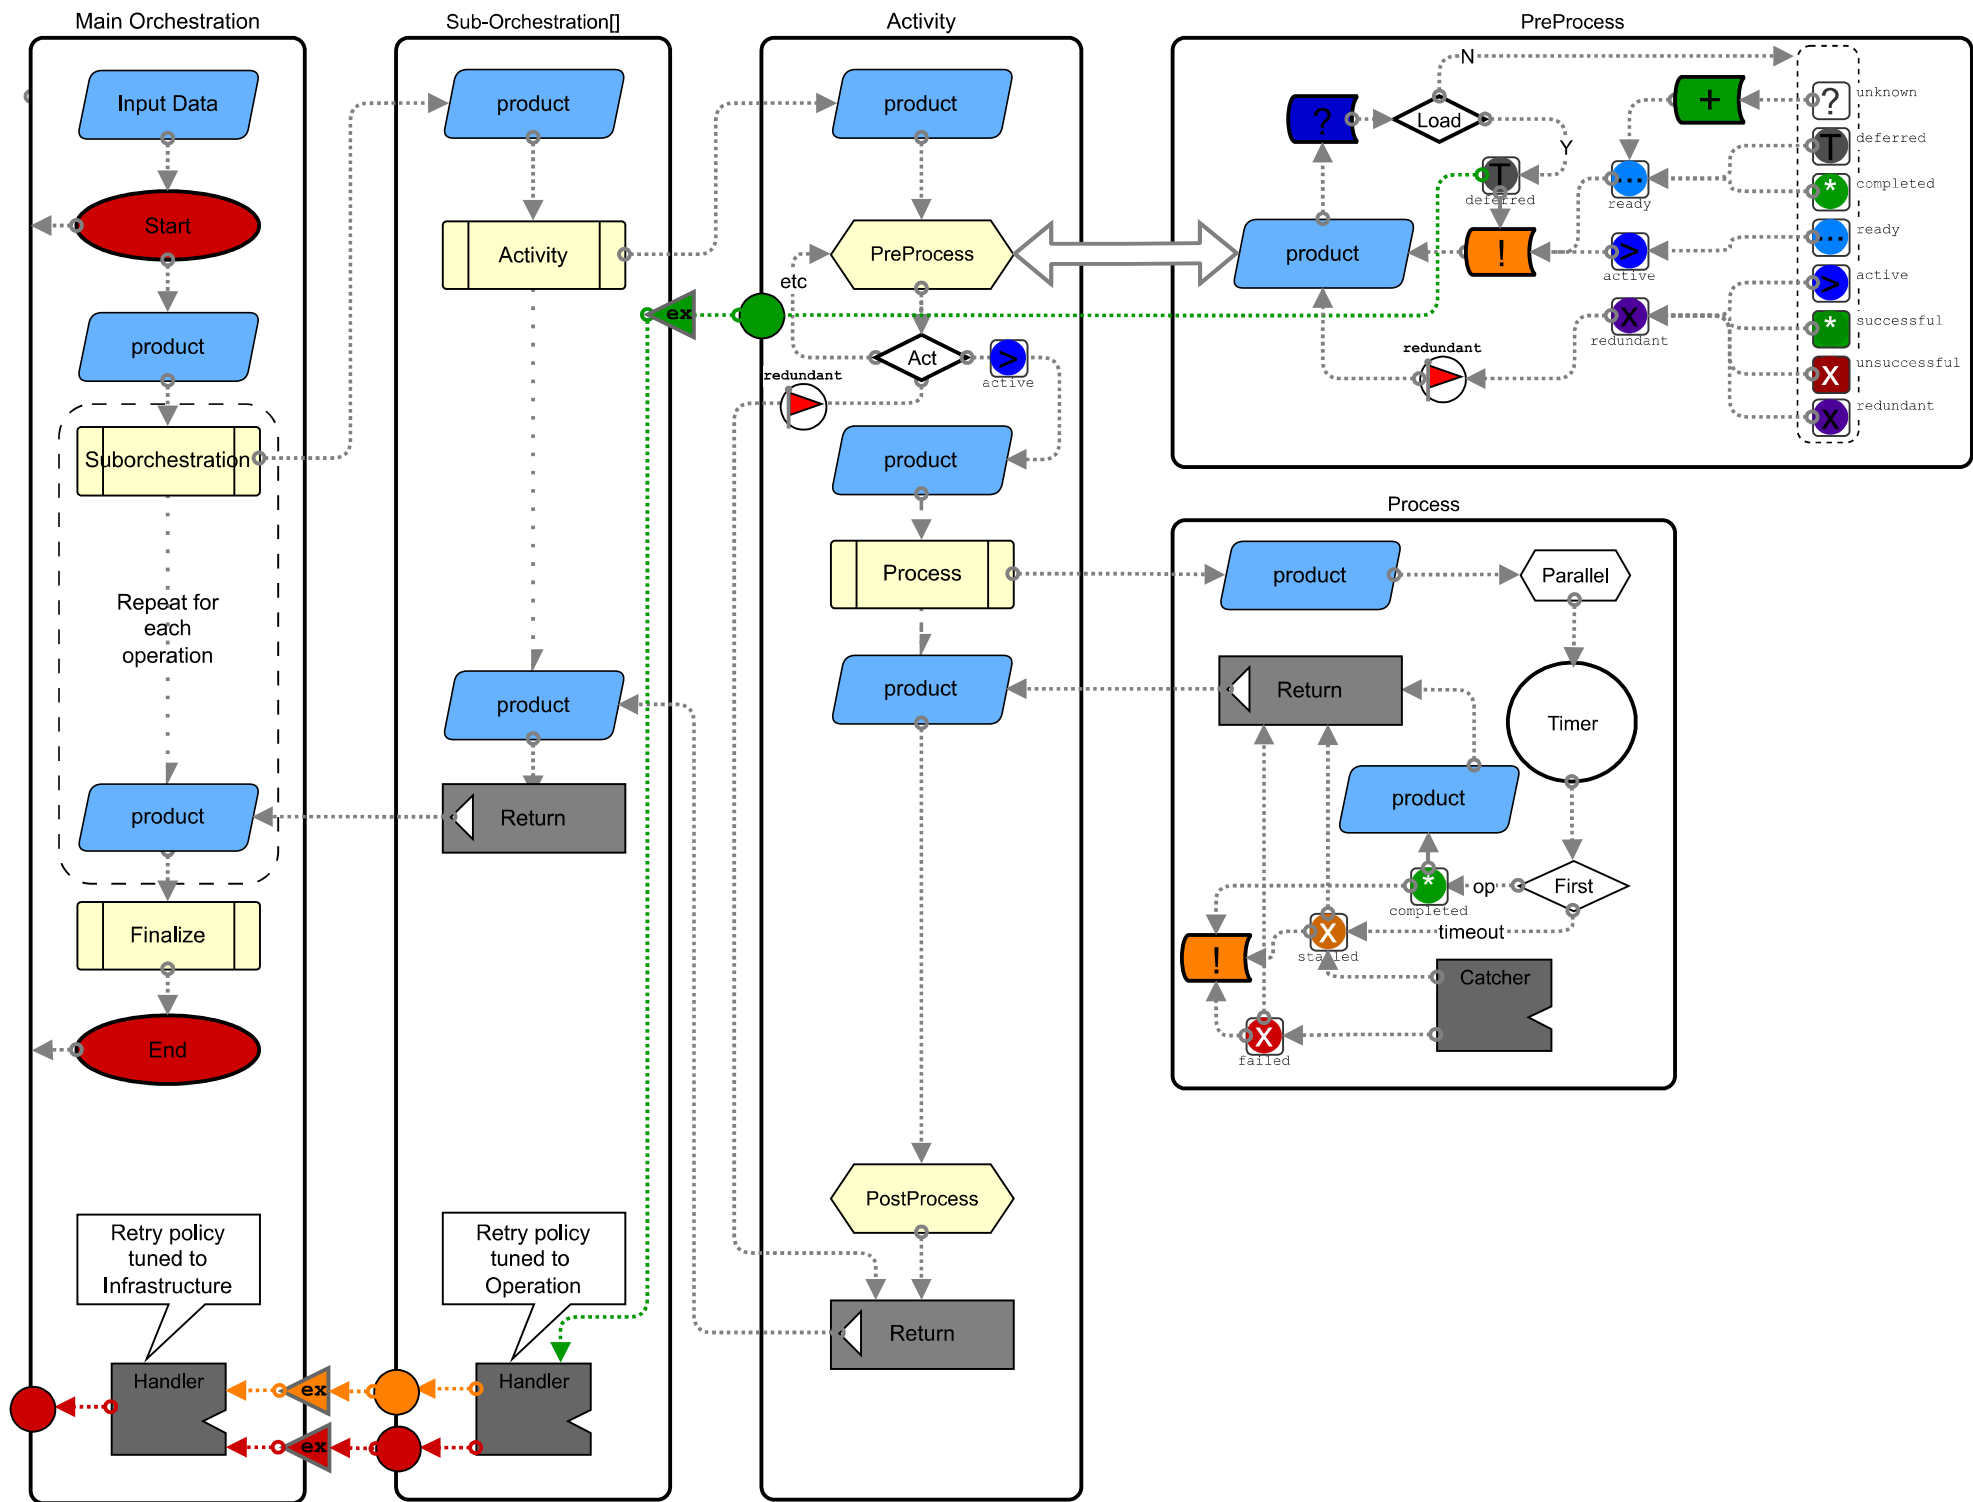 Main Orchestration
Input Data
Start
product
Suborchestration
Repeat for
each
operation
product
Finalize
End
Retry policy
tuned to
Infrastructure
Handler
ex
ex
Sub-Orchestration[]
product
Activity
ex
product
Return
Retry policy
tuned to
Operation
Handler
Activity
product
PreProcess
etc
Act
>
active
redundant
product
Process
product
PostProcess
Return
PreProcess
N
?
Load
Y
T
deferred
product
!
+
...
ready
>
active
x
redundant
redundant
?
unknown
T
deferred
*
completed
...
ready
>
active
*
successful
x
unsuccessful
x
redundant
Process
product
Parallel
Return
Timer
product
First
op
*
completed
timeout
x
stalled
!
Catcher
x
failed